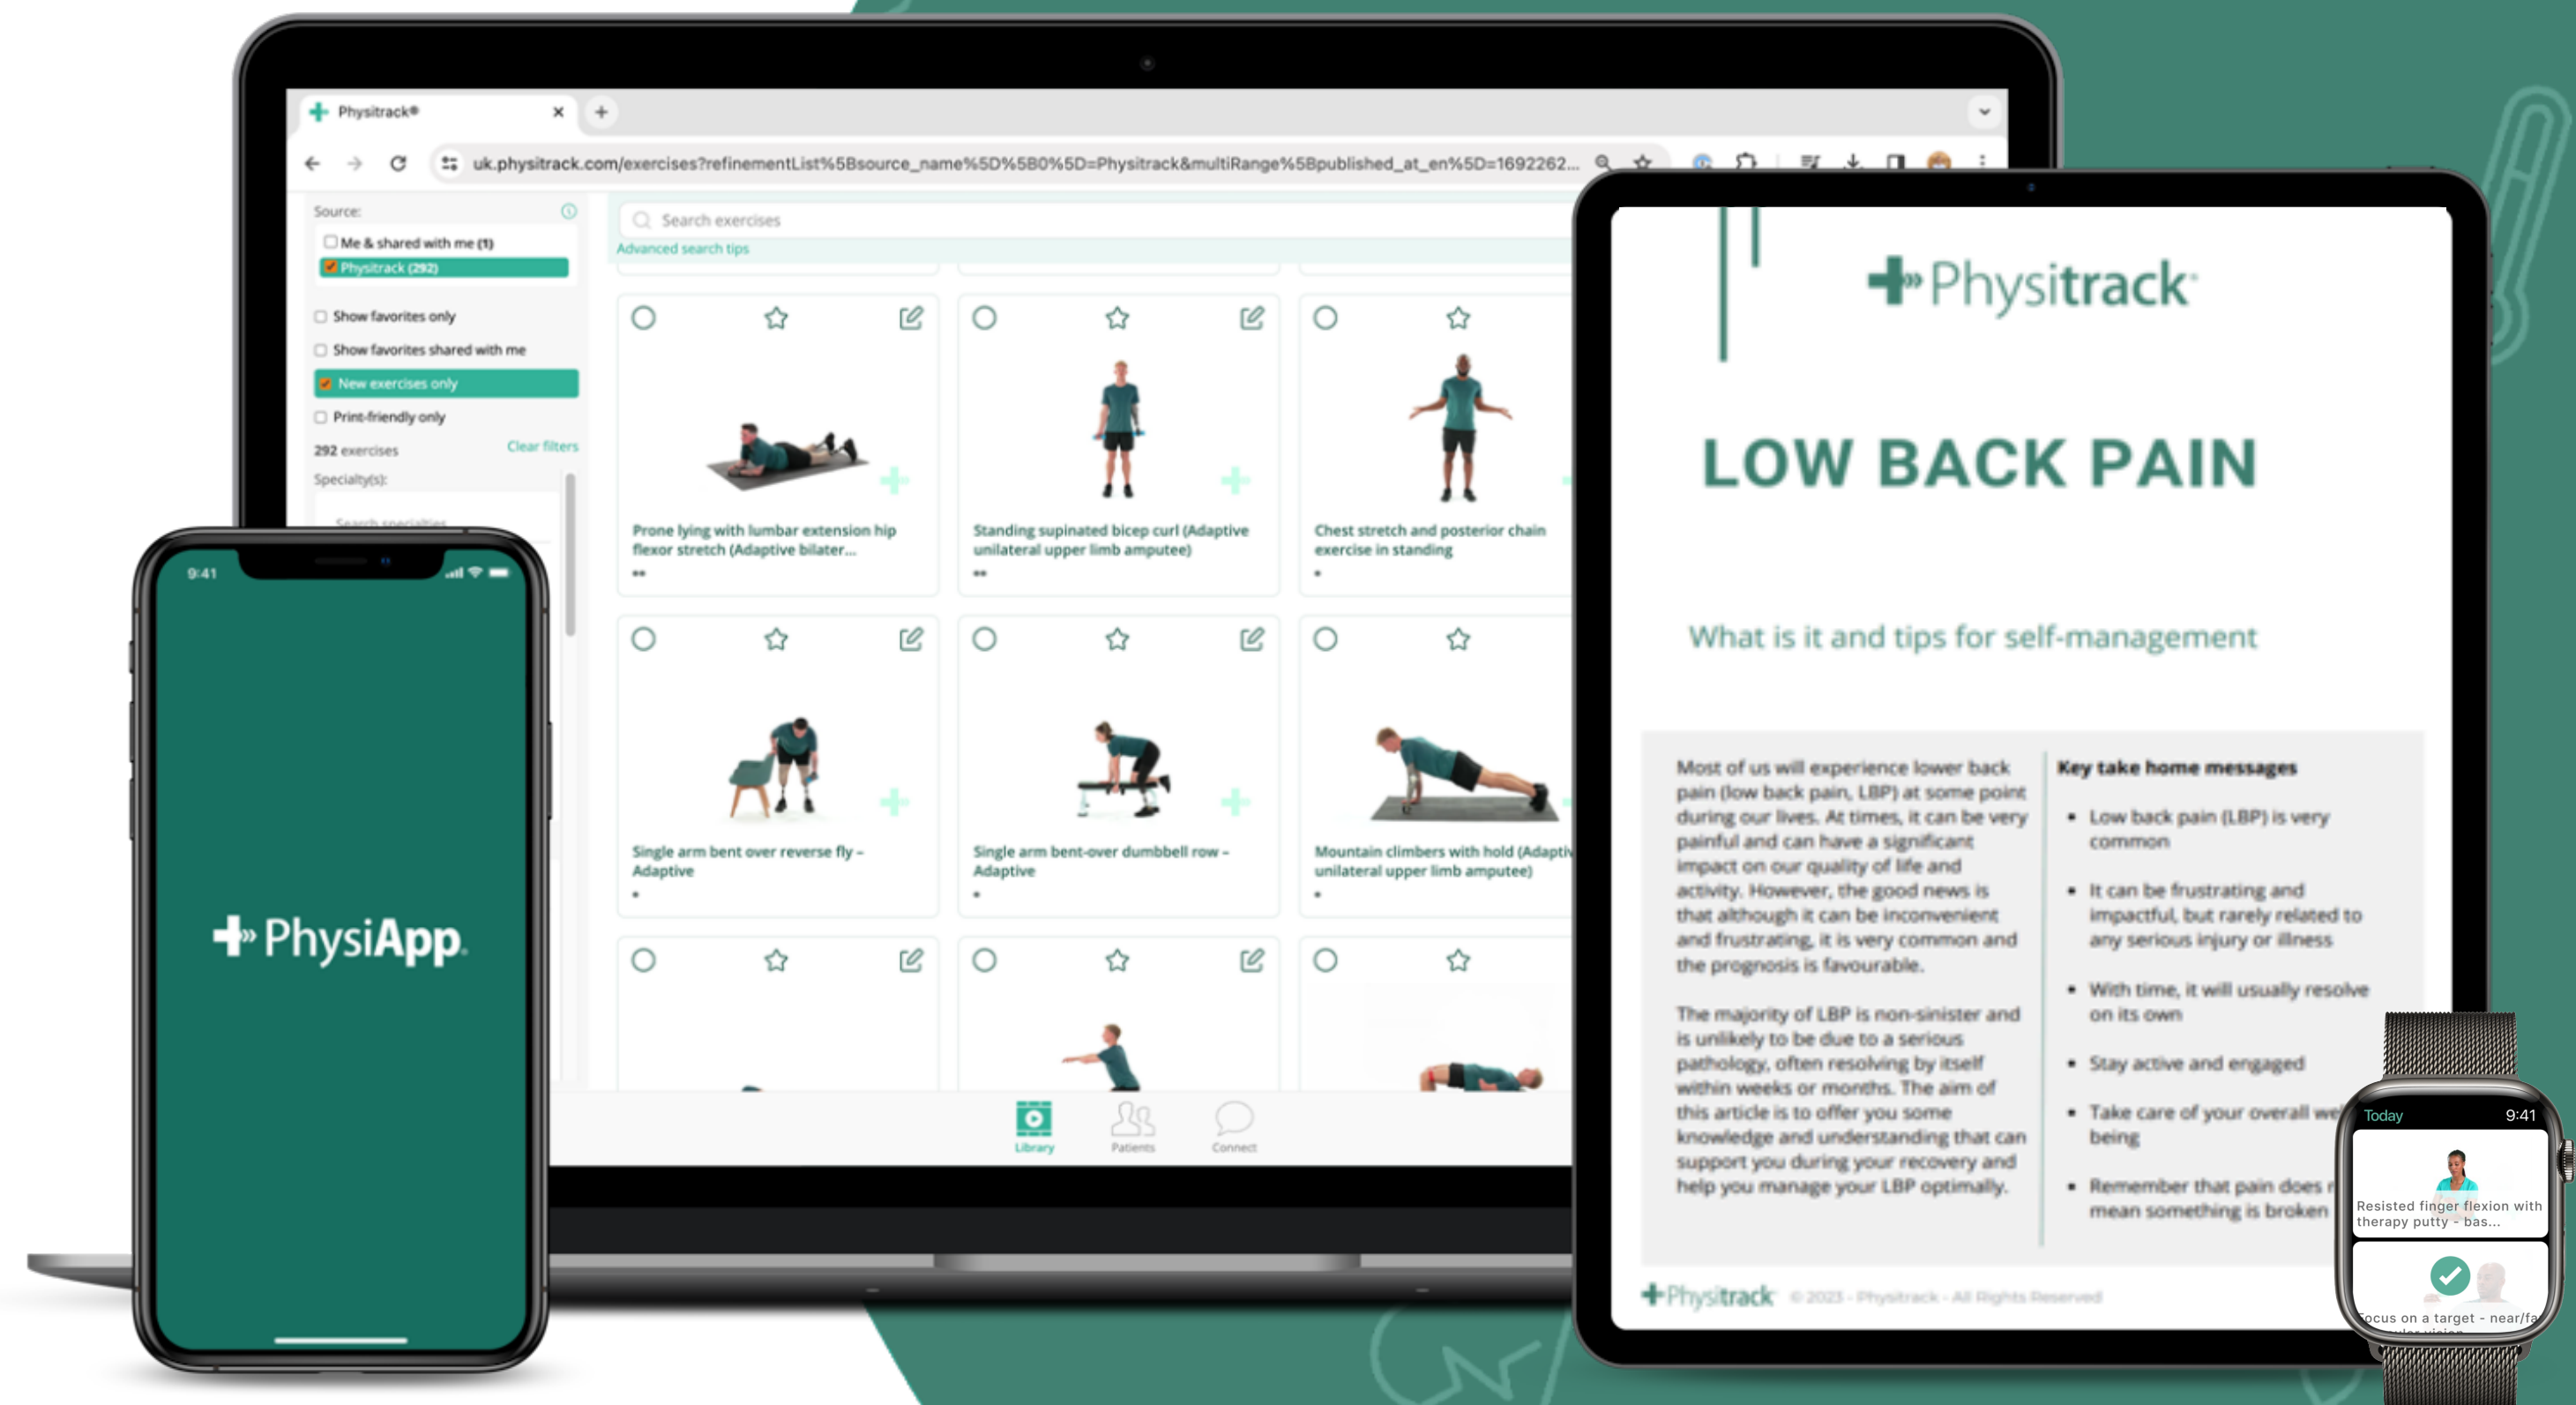 Physitrack®
uk.physitrack.com/exercises?refinementList%5Bsource_name%5D%5B0%5D=Physitrack&multiRange%5Bpublished_at_en%5D=1692262...
Source:
Me & shared with me (1)
Physitrack (292)
Show favorites only
Show favorites shared with me
New exercises only
Print-friendly only
292 exercises
Clear filters
Specialty(s):
Search specialties
Search exercises
Advanced search tips
Prone lying with lumbar extension hip
flexor stretch (Adaptive bilater...
Standing supinated bicep curl (Adaptive
unilateral upper limb amputee)
Chest stretch and posterior chain
exercise in standing
Single arm bent over reverse fly –
Adaptive
Single arm bent-over dumbbell row –
Adaptive
Mountain climbers with hold (Adaptiv
unilateral upper limb amputee)
Library
Patients
Connect
9:41
PhysiApp®
Physitrack
LOW BACK PAIN
What is it and tips for self-management
Most of us will experience lower back
pain (low back pain, LBP) at some point
during our lives. At times, it can be very
painful and can have a significant
impact on our quality of life and
activity. However, the good news is
that although it can be inconvenient
and frustrating, it is very common and
the prognosis is favourable.
The majority of LBP is non-sinister and
is unlikely to be due to a serious
pathology, often resolving by itself
within weeks or months. The aim of
this article is to offer you some
knowledge and understanding that can
support you during your recovery and
help you manage your LBP optimally.
Key take home messages
▪ Low back pain (LBP) is very
common
▪ It can be frustrating and
impactful, but rarely related to
any serious injury or illness
▪ With time, it will usually resolve
on its own
▪ Stay active and engaged
▪ Take care of your overall we
being
▪ Remember that pain does
mean something is broken
Physitrack © 2023 - Physitrack - All Rights Reserved
Today 9:41
Resisted finger flexion with
therapy putty - bas...
Focus on a target - near/fa